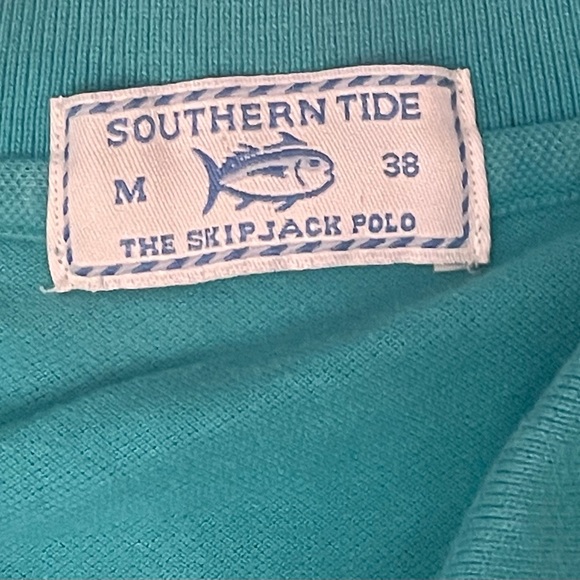 SOUTHERN TIDE
M 38
THE SKIPJACK POLO